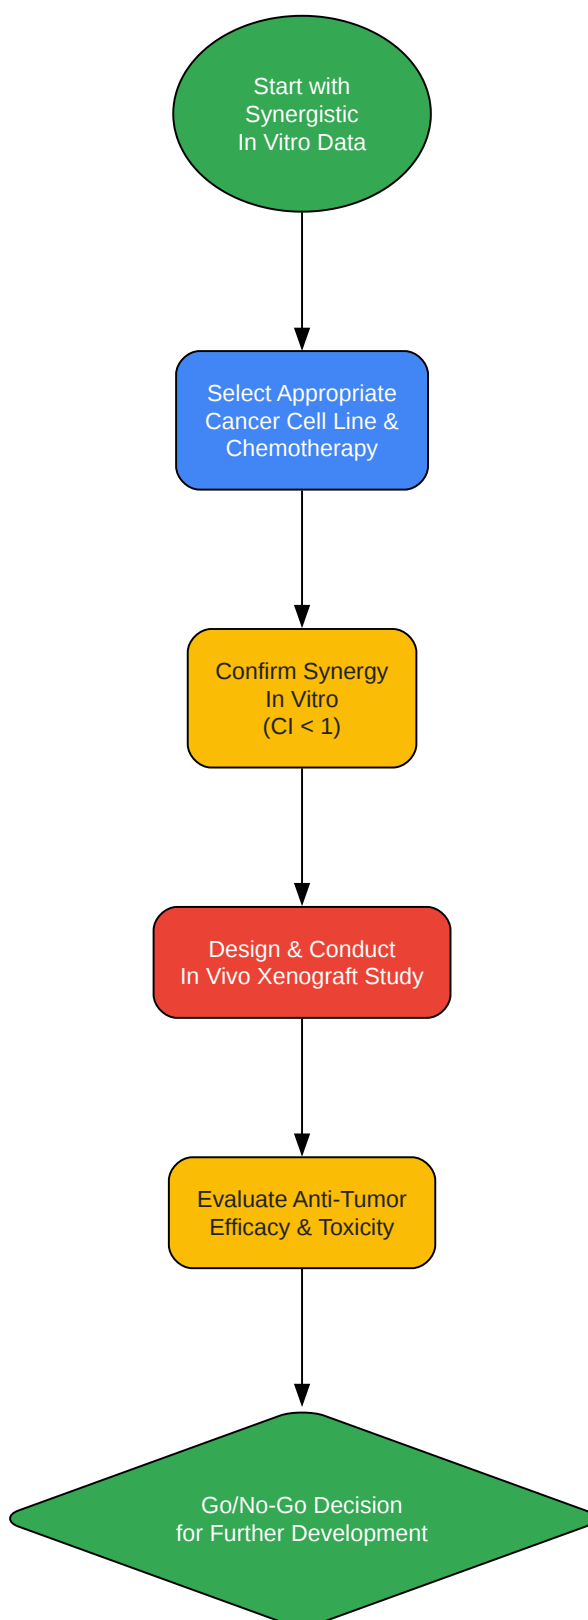 Start with
Synergistic
In Vitro Data
Select Appropriate
Cancer Cell Line &
Chemotherapy
Confirm Synergy
In Vitro
(CI < 1)
Design & Conduct
In Vivo Xenograft Study
Evaluate Anti-Tumor
Efficacy & Toxicity
Go/No-Go Decision
for Further Development